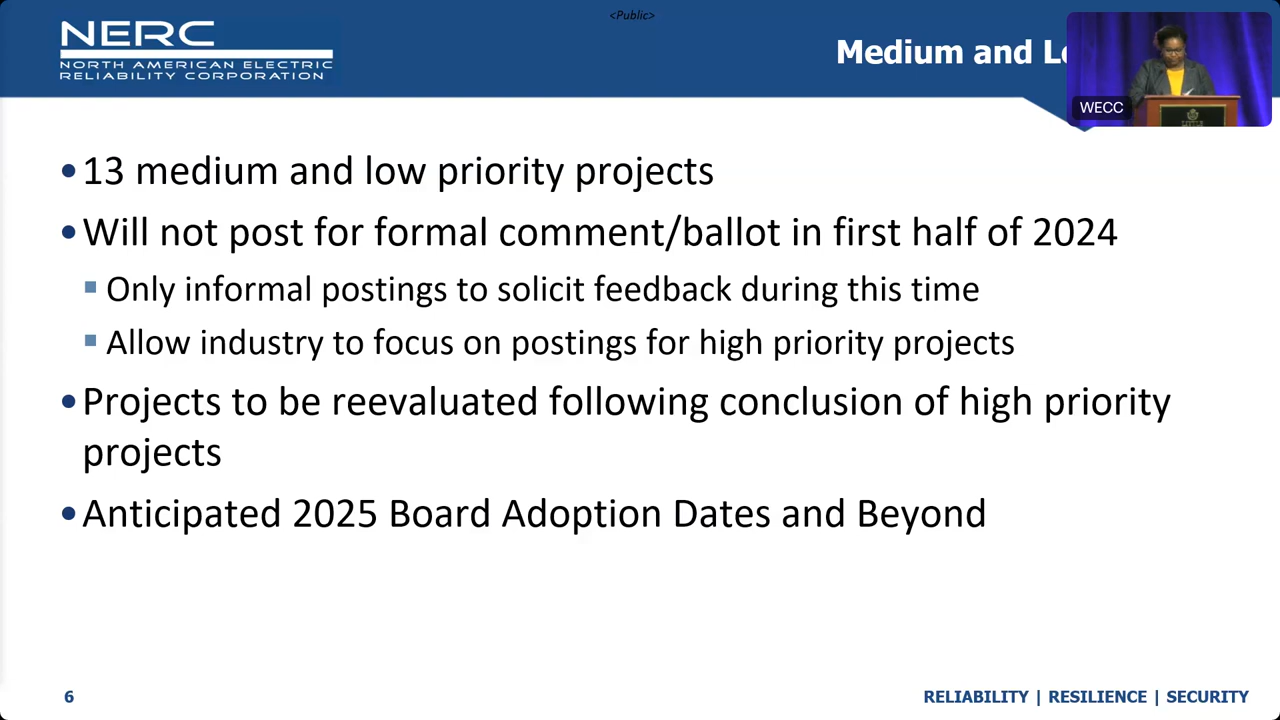 <Public>
NERC
NORTH AMERICAN ELECTRIC
RELIABILITY CORPORATION
Medium and
WECC
•13 medium and low priority projects
•Will not post for formal comment/ballot in first half of 2024
▪ Only informal postings to solicit feedback during this time
▪ Allow industry to focus on postings for high priority projects
•Projects to be reevaluated following conclusion of high priority
projects
•Anticipated 2025 Board Adoption Dates and Beyond
6
RELIABILITY | RESILIENCE | SECURITY